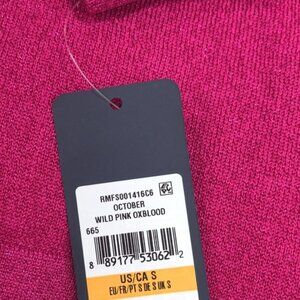 RMFS001416C6
OCTOBER
WILD PINK OXBLOOD
665
8 89177 53062 2
US/CA S
EU/FR/PT S DE S UK S